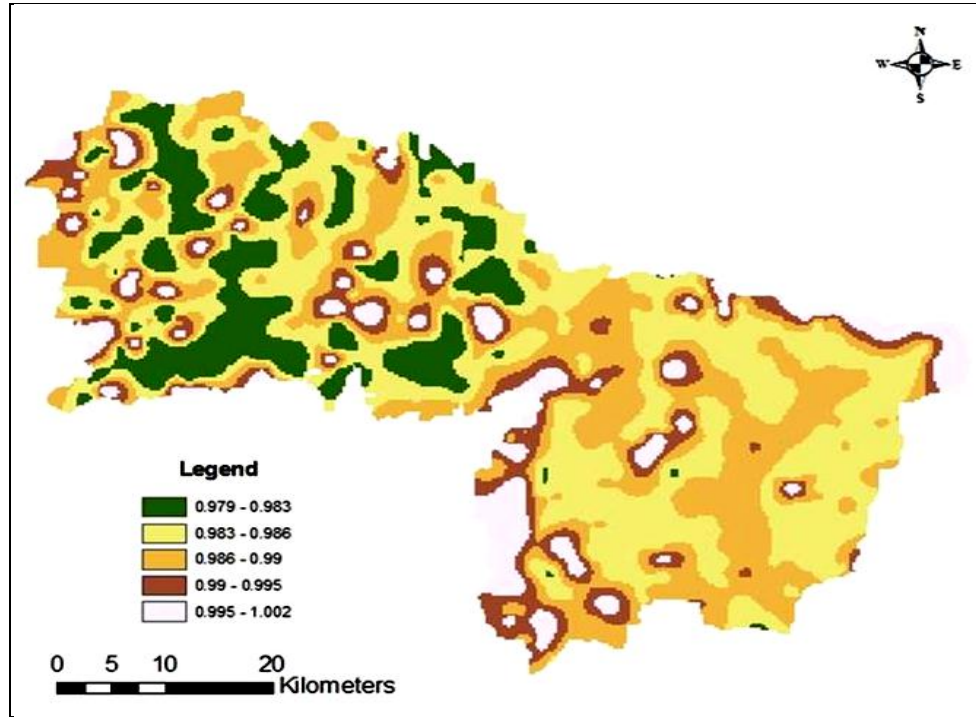 N
W E
S
Legend
0.979 - 0.983
0.983 - 0.986
0.986 - 0.99
0.99 - 0.995
0.995 - 1.002
0 5 10 20
Kilometers